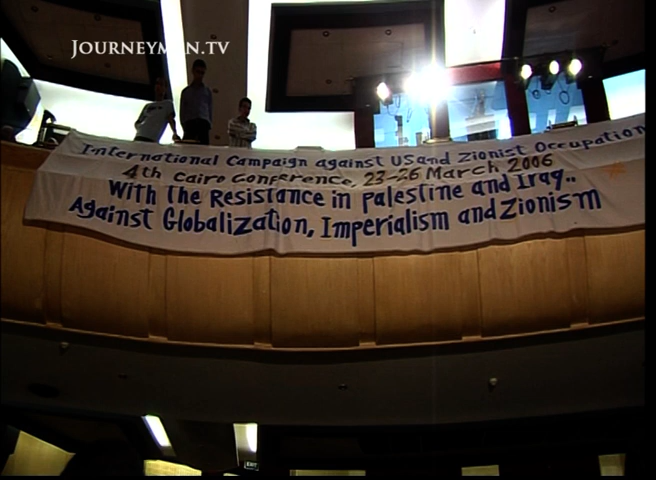 JOURNEYMAN.TV
International Campaign against US and Zionist Occupation
4th Cairo Conference, 23-26 March, 2006
With The Resistance in palestine and Iraq..
Against Globalization, Imperialism and Zionism
EXIT